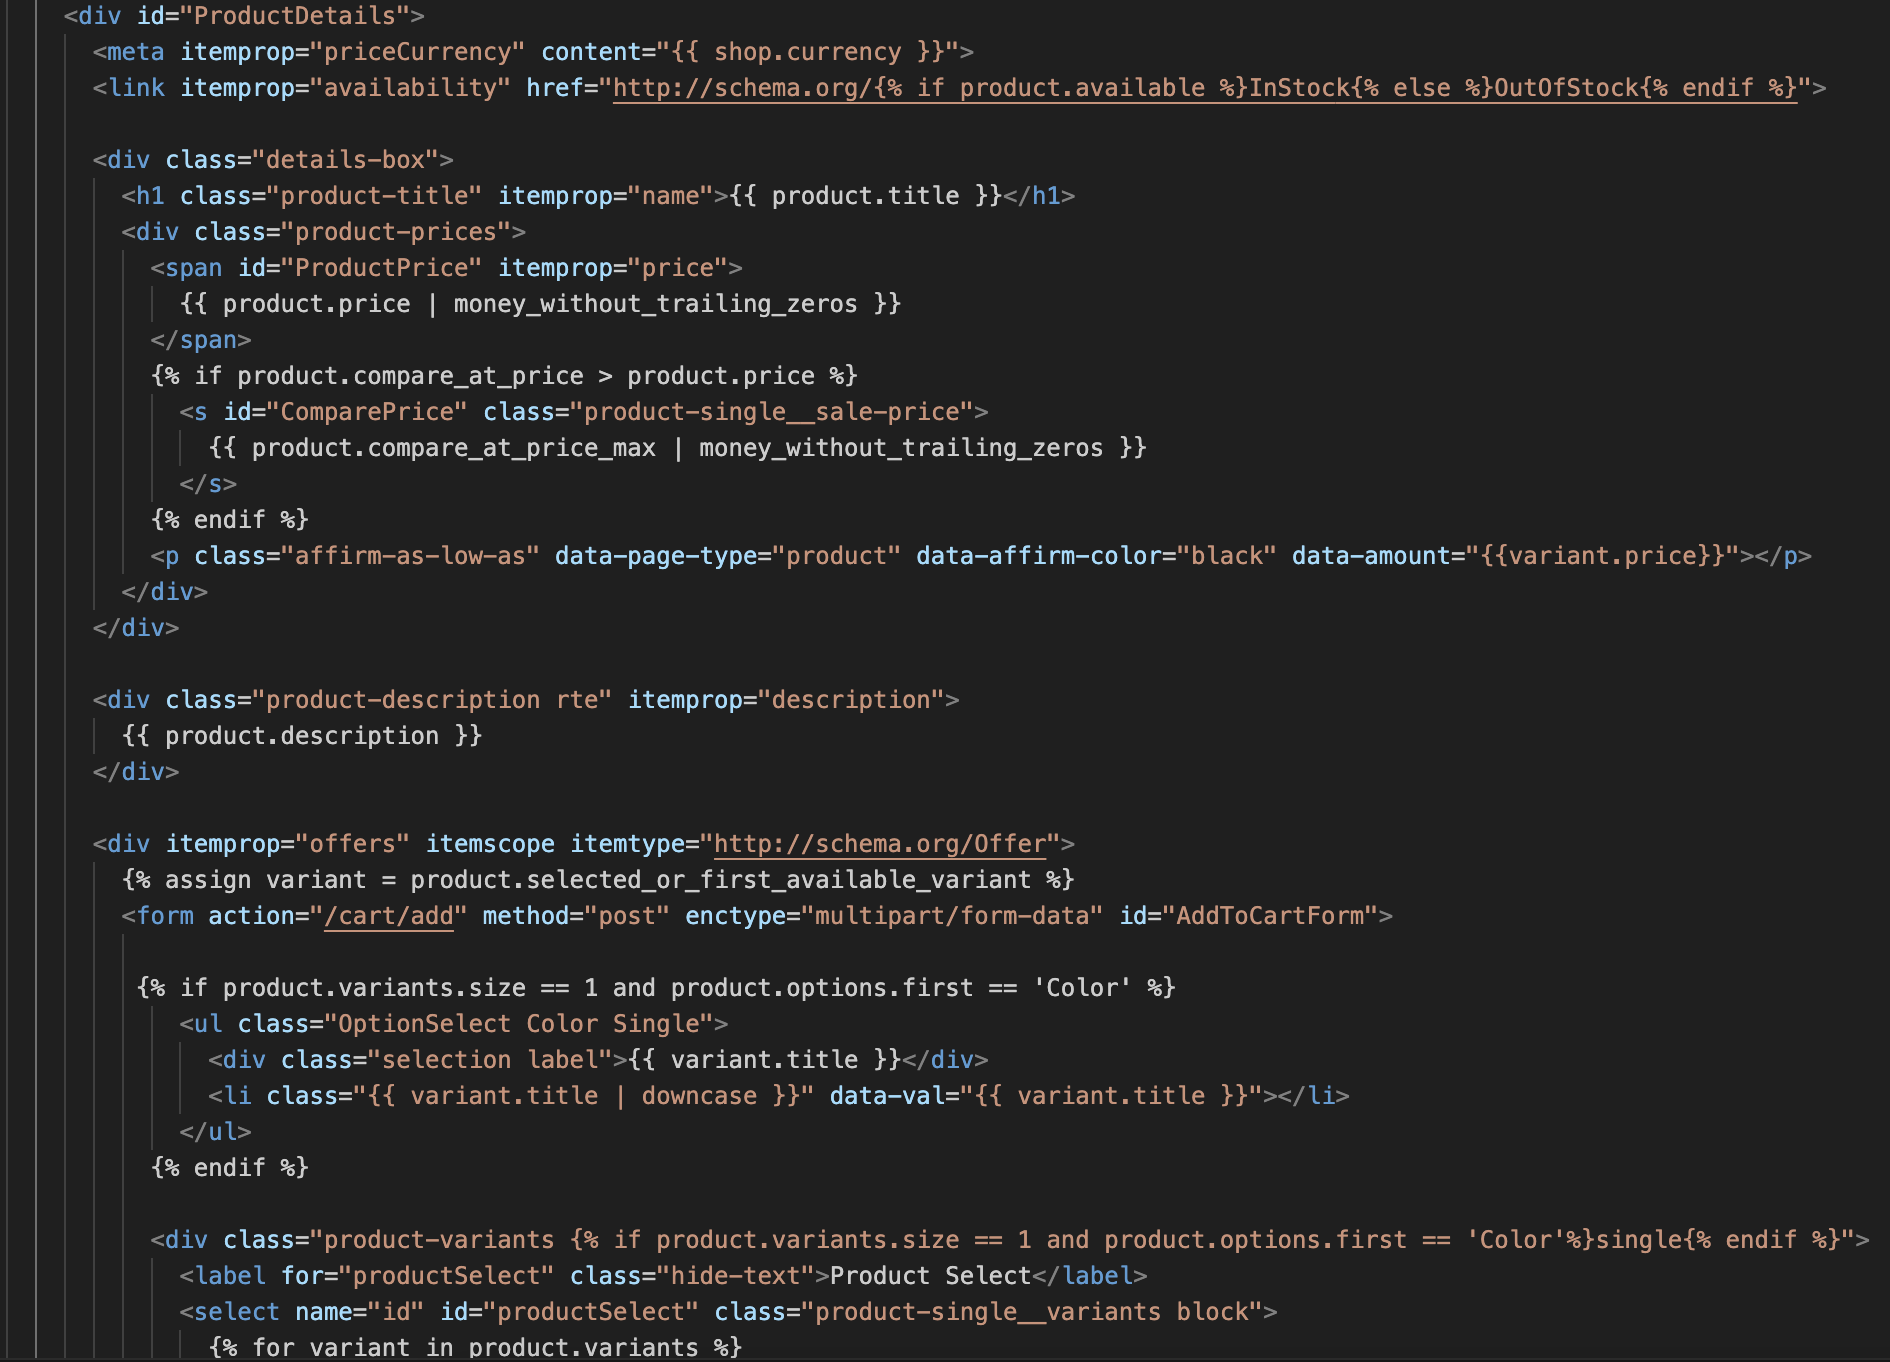 <div id="ProductDetails">
<meta itemprop="priceCurrency" content="{{ shop.currency }}">
<link itemprop="availability" href="http://schema.org/{% if product.available %}InStock{% else %}OutOfStock{% endif %}">
<div class="details-box">
<h1 class="product-title" itemprop="name">{{ product.title }}</h1>
<div class="product-prices">
<span id="ProductPrice" itemprop="price">
{{ product.price | money_without_trailing_zeros }}
</span>
{% if product.compare_at_price > product.price %}
<s id="ComparePrice" class="product-single__sale-price">
{{ product.compare_at_price_max | money_without_trailing_zeros }}
</s>
{% endif %}
<p class="affirm-as-low-as" data-page-type="product" data-affirm-color="black" data-amount="{{variant.price}}"></p>
</div>
</div>
<div class="product-description rte" itemprop="description">
{{ product.description }}
</div>
<div itemprop="offers" itemscope itemtype="http://schema.org/Offer">
{% assign variant = product.selected_or_first_available_variant %}
<form action="/cart/add" method="post" enctype="multipart/form-data" id="AddToCartForm">
{% if product.variants.size == 1 and product.options.first == 'Color' %}
<ul class="OptionSelect Color Single">
<div class="selection label">{{ variant.title }}</div>
<li class="{{ variant.title | downcase }}" data-val="{{ variant.title }}"></li>
</ul>
{% endif %}
<div class="product-variants {% if product.variants.size == 1 and product.options.first == 'Color'%}single{% endif %}">
<label for="productSelect" class="hide-text">Product Select</label>
<select name="id" id="productSelect" class="product-single__variants block">
{% for variant in product.variants %}